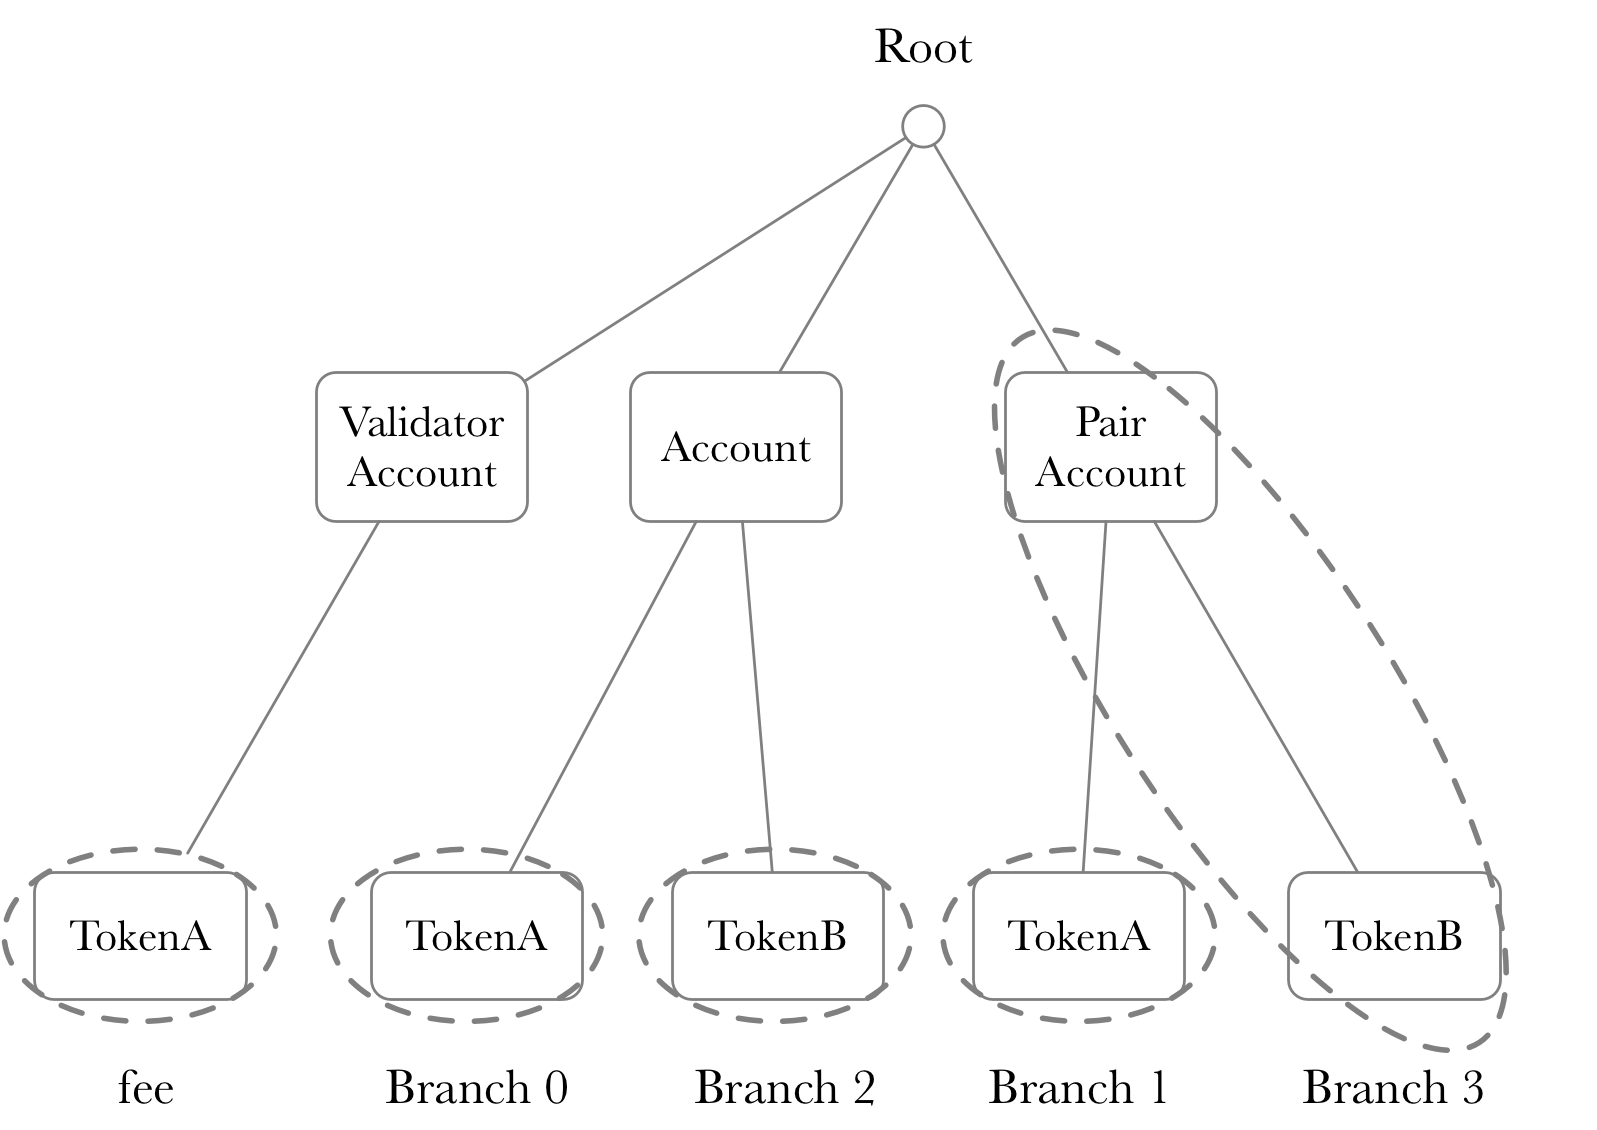 Root
Validator
Account
Account
Pair
Account
TokenA
TokenA
TokenB
TokenA
TokenB
fee
Branch 0
Branch 2
Branch 1
Branch 3